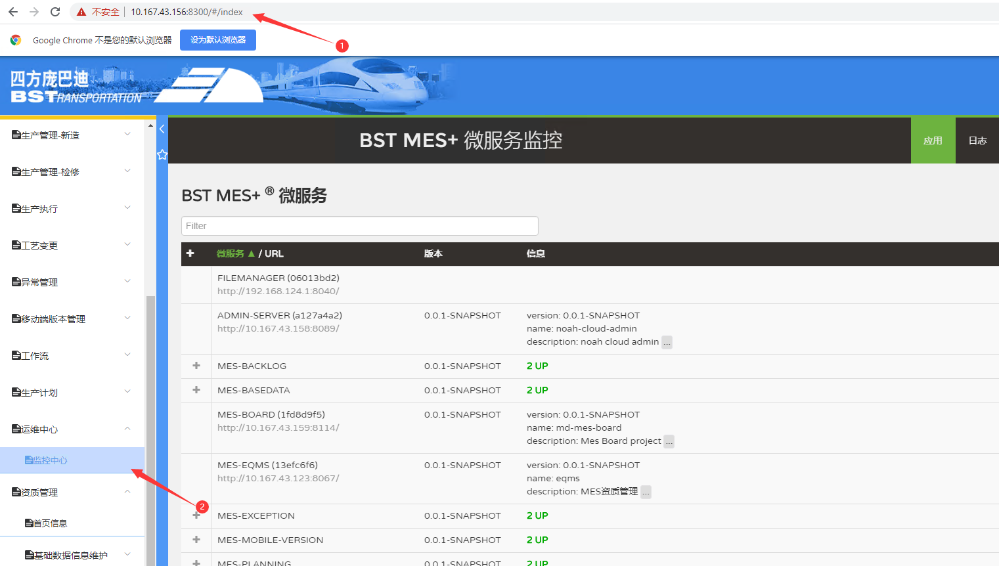 不安全 10.167.43.156:8300/#/index
1
Google Chrome 不是您的默认浏览器 设为默认浏览器
四方庞巴迪
BST TRANSPORTATION
BST MES+ 微服务监控 应用 日志
生产管理-新造
生产管理-检修
生产执行
工艺变更
异常管理
移动端版本管理
工作流
生产计划
运维中心
监控中心
资质管理
2
首页信息
基础数据信息维护
BST MES+ ® 微服务
Filter
微服务 ▲ / URL 版本 信息
FILEMANAGER (06013bd2)
http://192.168.124.1:8040/
ADMIN-SERVER (a127a4a2) 0.0.1-SNAPSHOT version: 0.0.1-SNAPSHOT
http://10.167.43.158:8089/ name: noah-cloud-admin
description: noah cloud admin ...
MES-BACKLOG 0.0.1-SNAPSHOT 2 UP
MES-BASEDATA 0.0.1-SNAPSHOT 2 UP
MES-BOARD (1fd8d9f5) 0.0.1-SNAPSHOT version: 0.0.1-SNAPSHOT
http://10.167.43.159:8114/ name: md-mes-board
description: Mes Board project ...
MES-EQMS (13efc6f6) 0.0.1-SNAPSHOT version: 0.0.1-SNAPSHOT
http://10.167.43.123:8067/ name: eqms
description: MES资质管理 ...
MES-EXCEPTION 0.0.1-SNAPSHOT 2 UP
MES-MOBILE-VERSION 0.0.1-SNAPSHOT 2 UP
MES-PLANNING 0.0.1-SNAPSHOT 2 UP